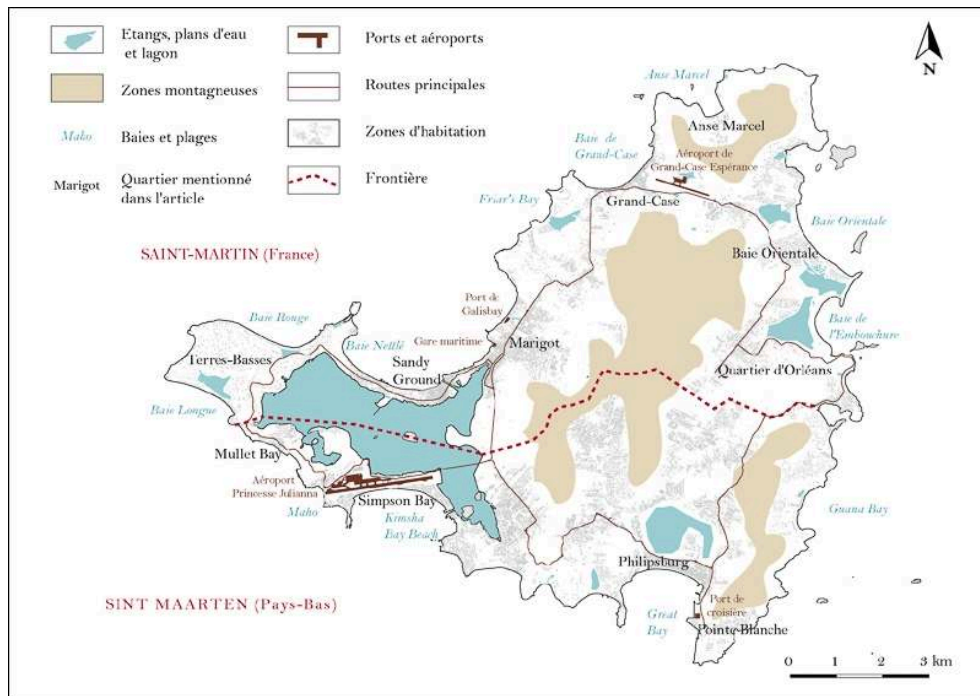 Etangs, plans d'eau
et lagon
Ports et aéroports
Zones montagneuses
Routes principales
Mako
Baies et plages
Zones d'habitation
Marigot
Quartier mentionné
dans l'article
Frontière
N
SAINT-MARTIN (France)
SINT MAARTEN (Pays-Bas)
Anse Marcel
Anse Marcel
Baie de
Grand-Case
Aéroport de
Grand-Case Espérance
Grand-Case
Friar's Bay
Baie Orientale
Baie Orientale
Port de
Galisbay
Baie de
l'Embouchure
Baie Rouge
Gare maritime
Baie Nettlé
Marigot
Sandy
Ground
Terres-Basses
Quartier d'Orléans
Baie Longue
Mullet Bay
Aéroport
Princesse Julianna
Simpson Bay
Maho
Kimsha
Bay Beach
Guana Bay
Philipsburg
Great
Bay
Port de
croisière
Pointe Blanche
0 1 2 3 km